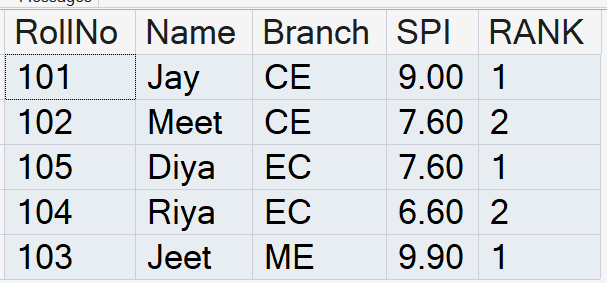 Messages
RollNo Name Branch SPI RANK
101 Jay CE 9.00 1
102 Meet CE 7.60 2
105 Diya EC 7.60 1
104 Riya EC 6.60 2
103 Jeet ME 9.90 1